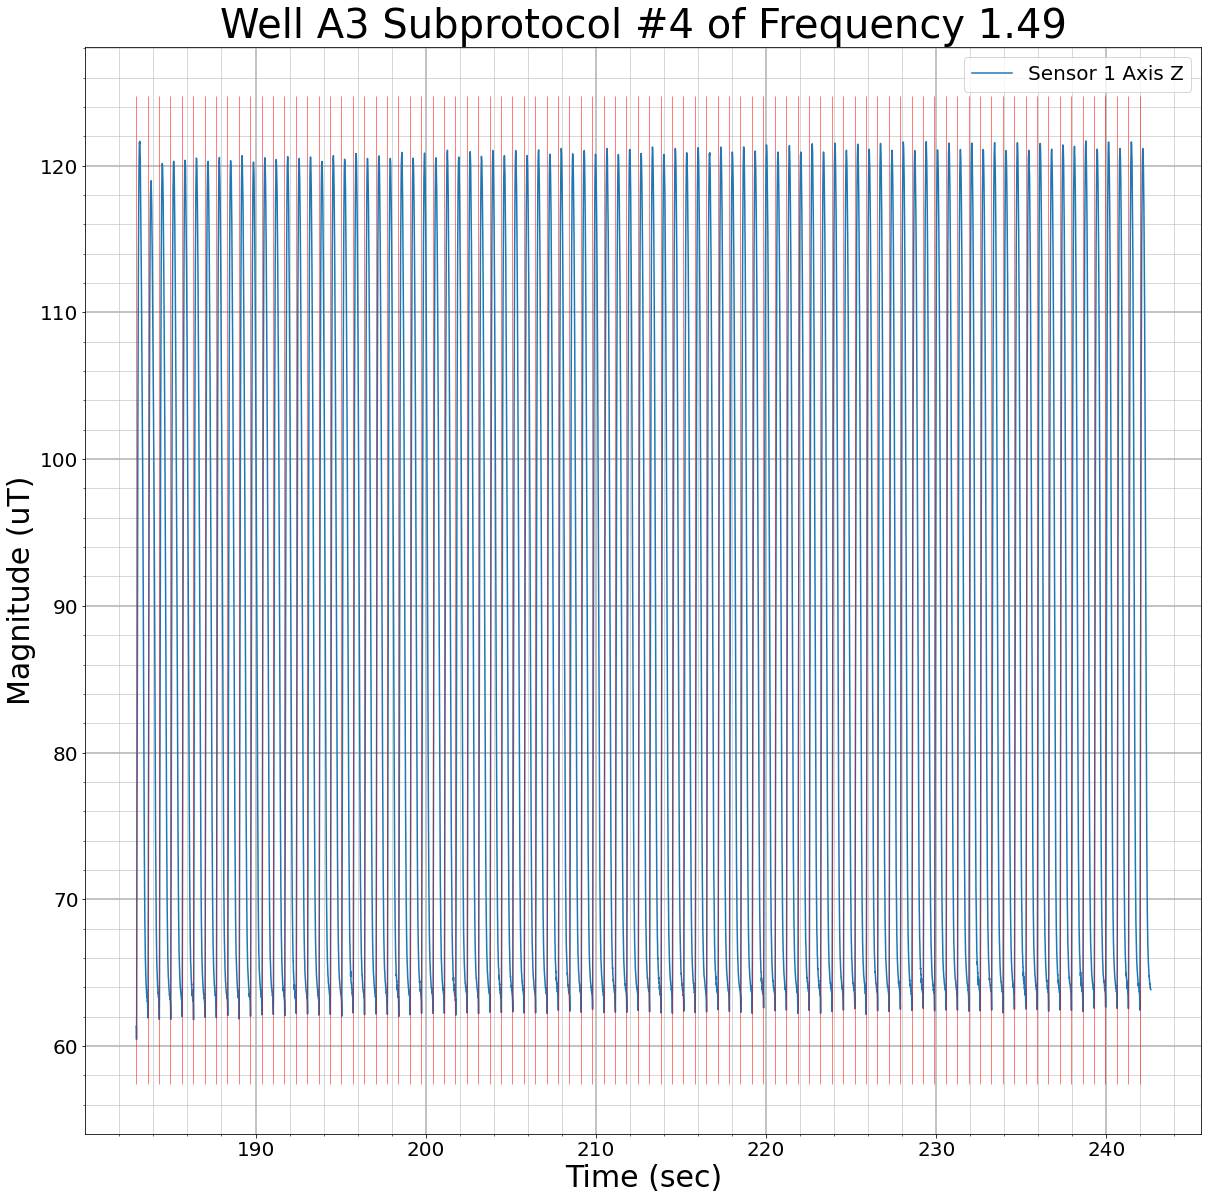 Well A3 Subprotocol #4 of Frequency 1.49
Sensor 1 Axis Z
120
110
100
90
80
70
60
Magnitude (uT)
190 200 210 220 230 240
Time (sec)